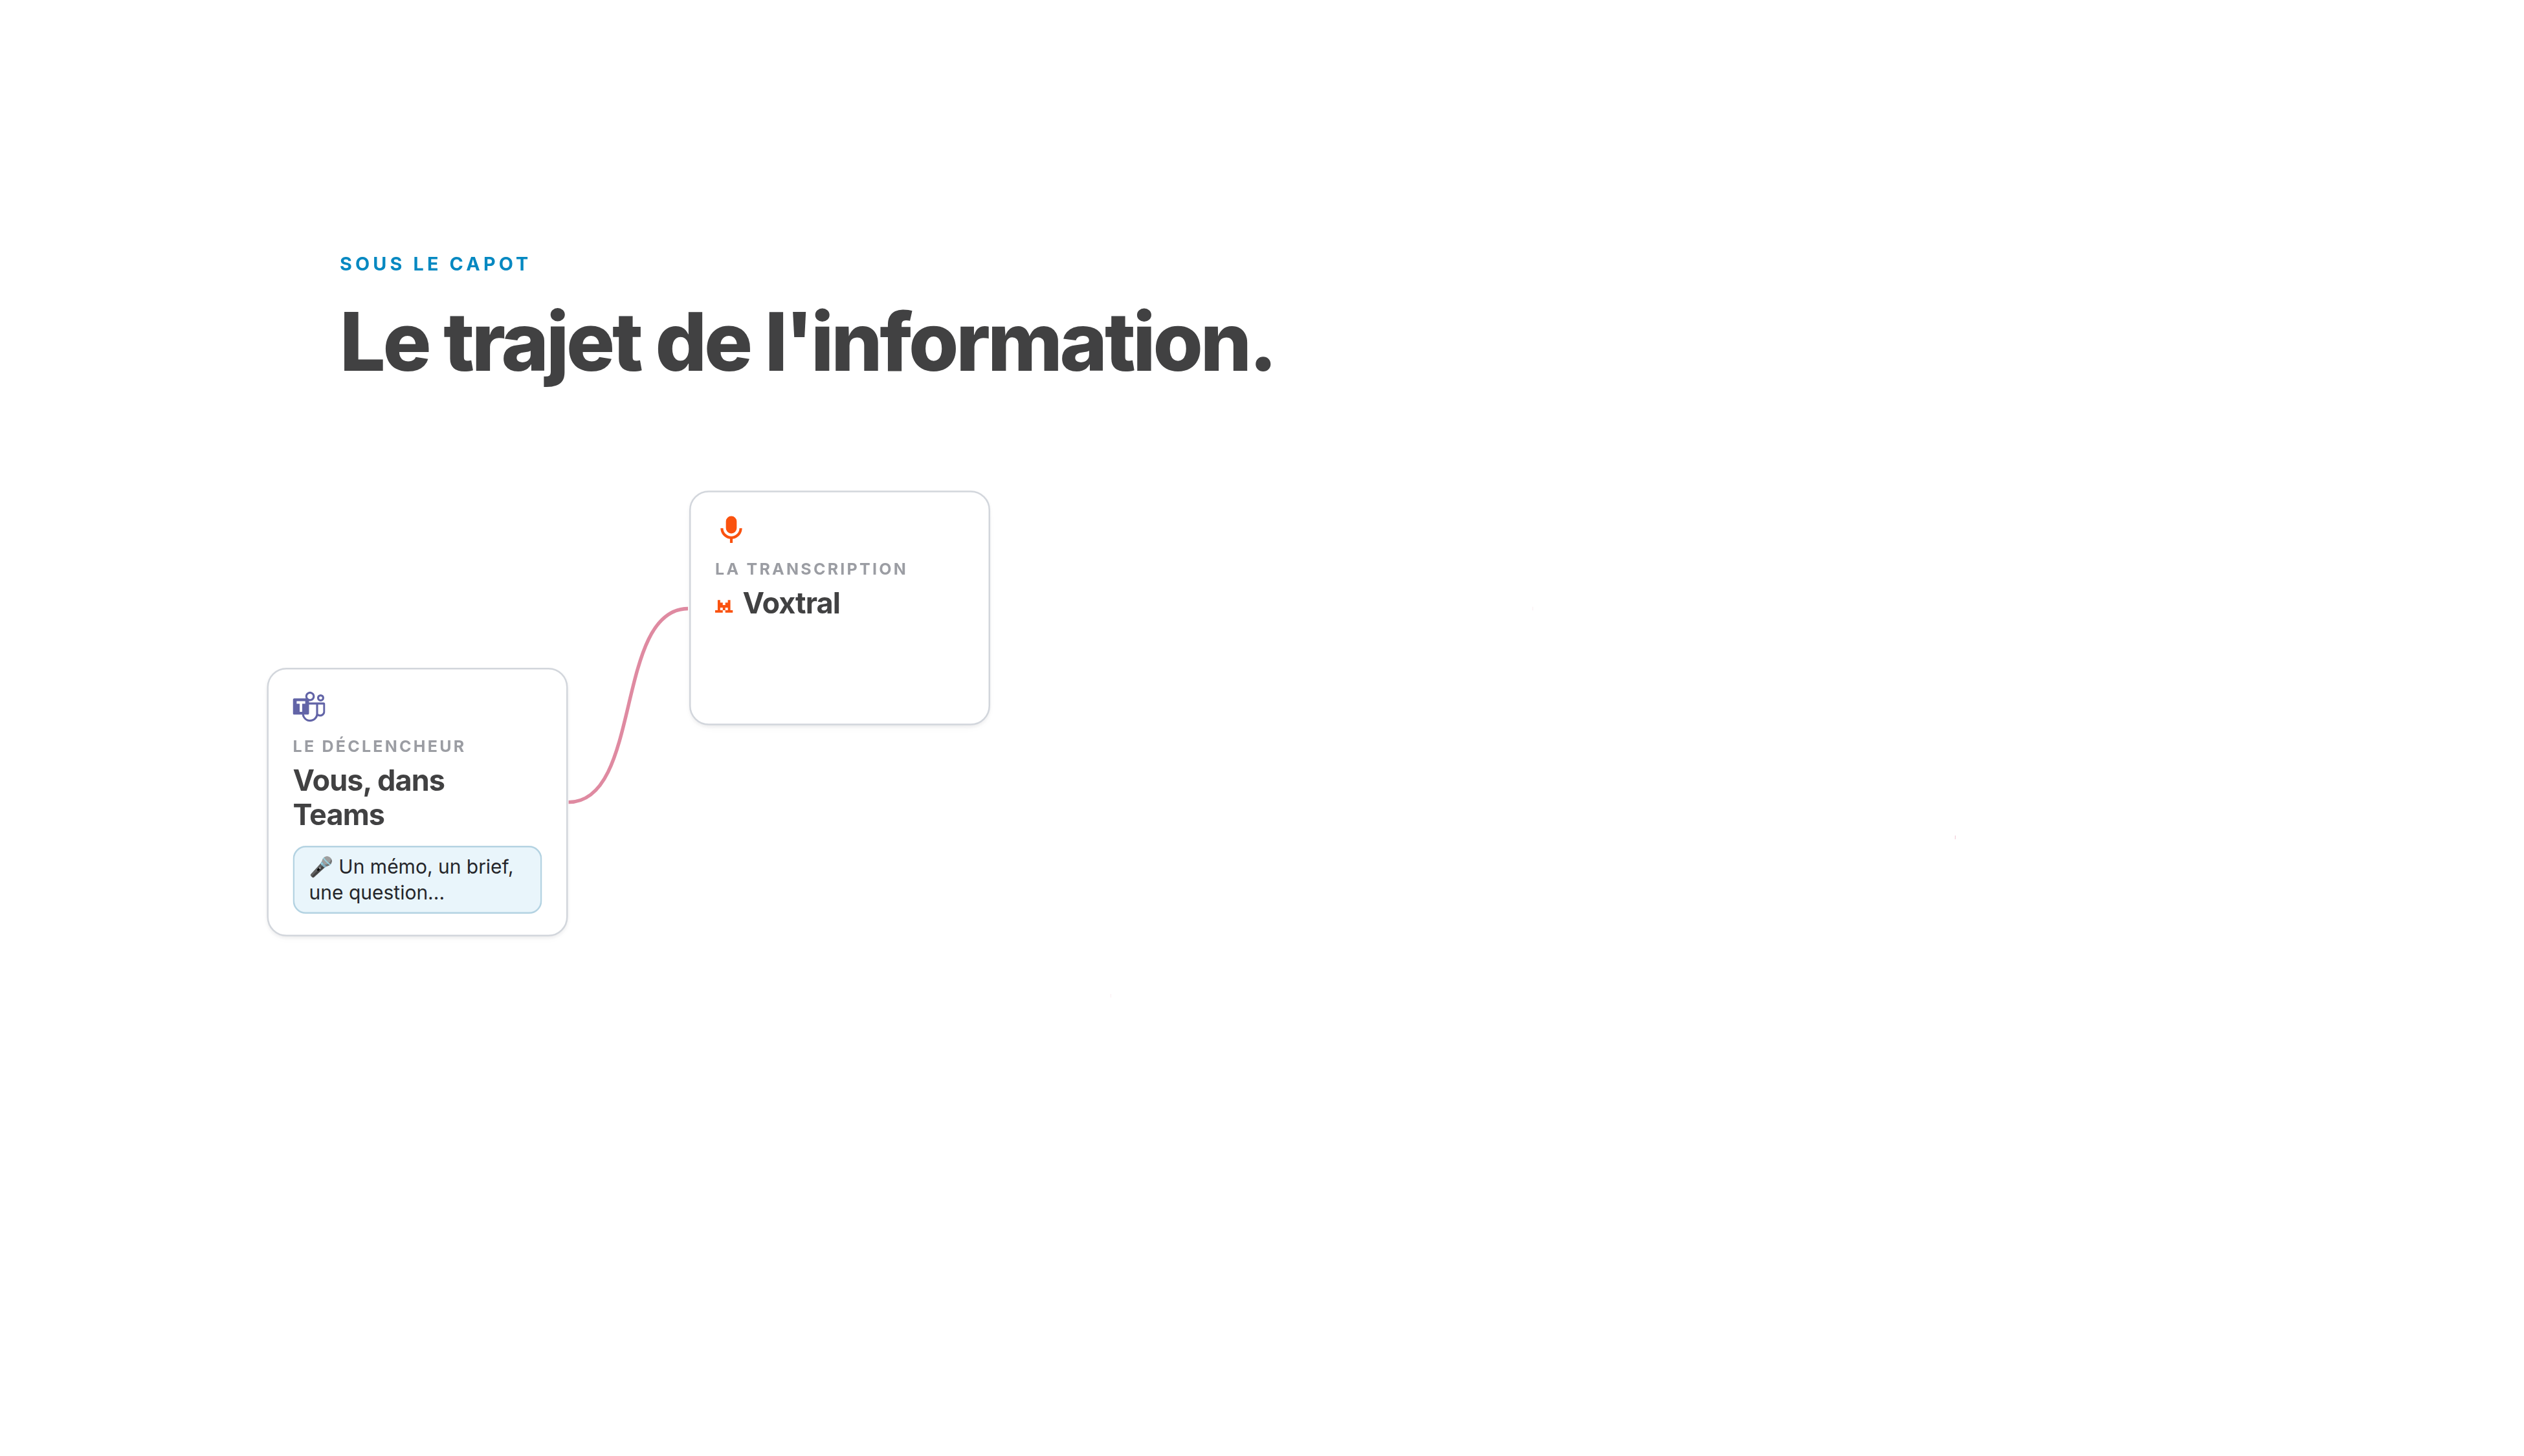 SOUS LE CAPOT
Le trajet de l'information.
LA TRANSCRIPTION
Voxtral
LE DÉCLENCHEUR
Vous, dans
Teams
🎤 Un mémo, un brief,
une question...